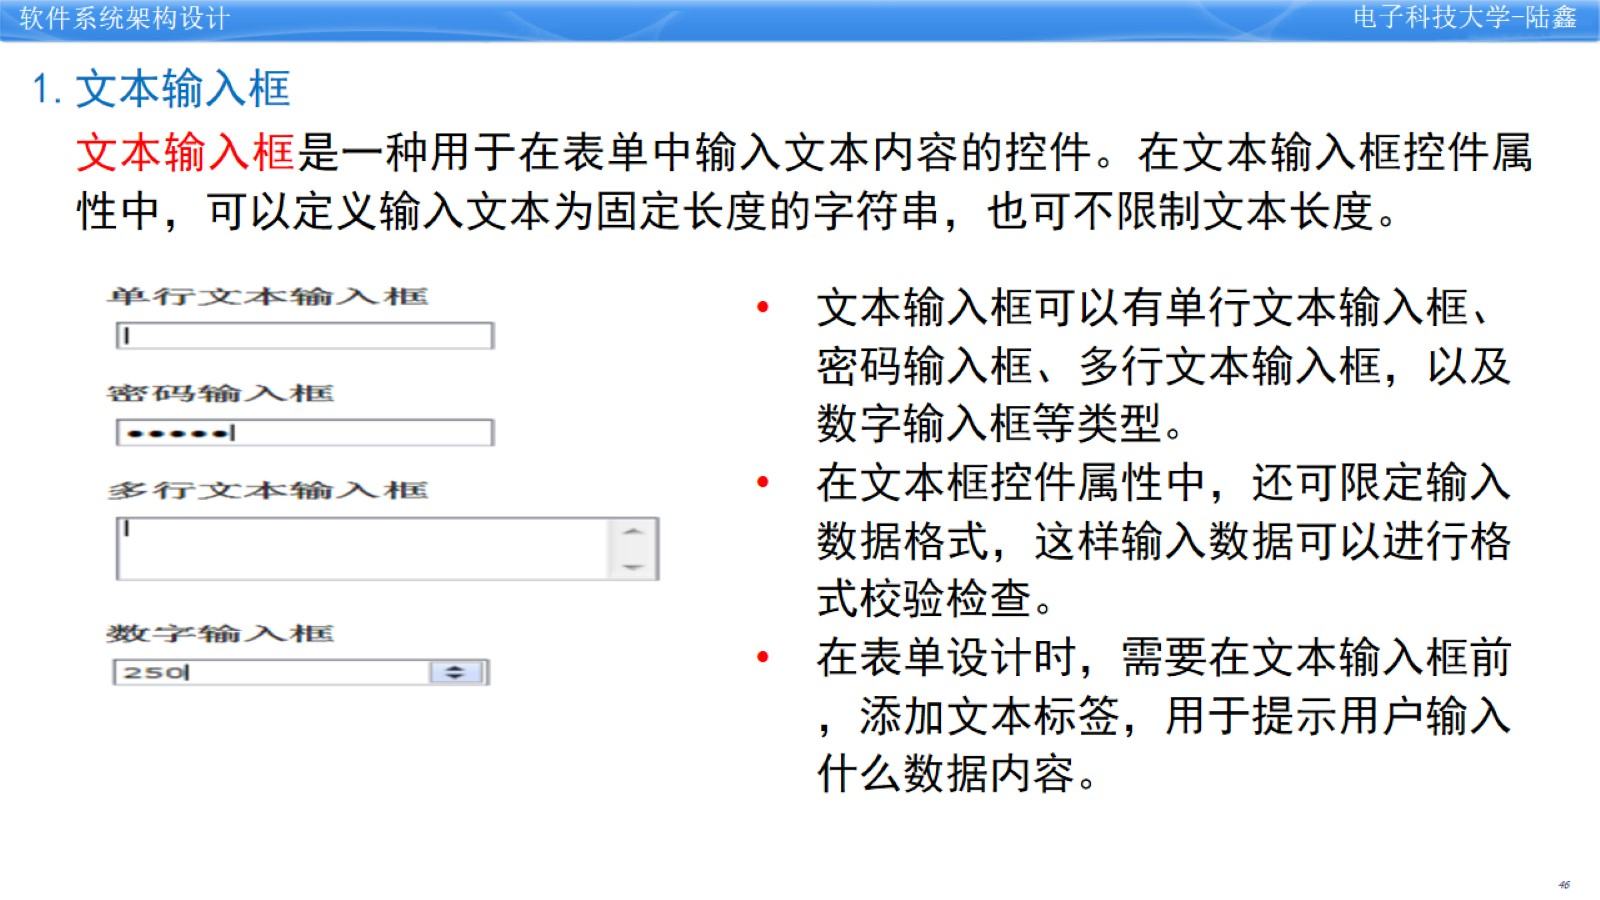 软件系统架构设计
电子科技大学-陆鑫
1.文本输入框
文本输入框是一种用于在表单中输入文本内容的控件。在文本输入框控件属
性中，可以定义输入文本为固定长度的字符串，也可不限制文本长度。
单行文本输入框
密码输入框
●●●●●
多行文本输入框
数字输入框
250
• 文本输入框可以有单行文本输入框、
密码输入框、多行文本输入框，以及
数字输入框等类型。
• 在文本框控件属性中，还可限定输入
数据格式，这样输入数据可以进行格
式校验检查。
• 在表单设计时，需要在文本输入框前
，添加文本标签，用于提示用户输入
什么数据内容。
46